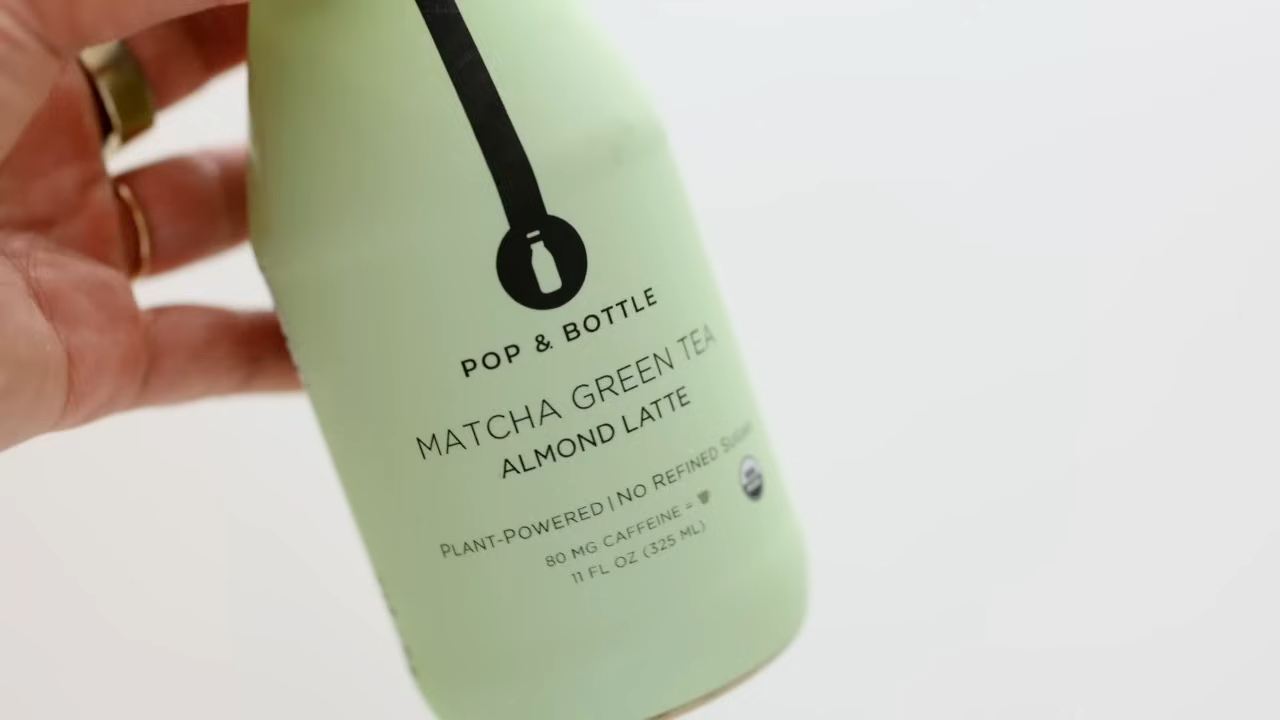 POP & BOTTLE
MATCHA GREEN TEA
ALMOND LATTE
PLANT-POWERED | NO REFINED SUGAR
80 MG CAFFEINE =
11 FL OZ (325 ML)